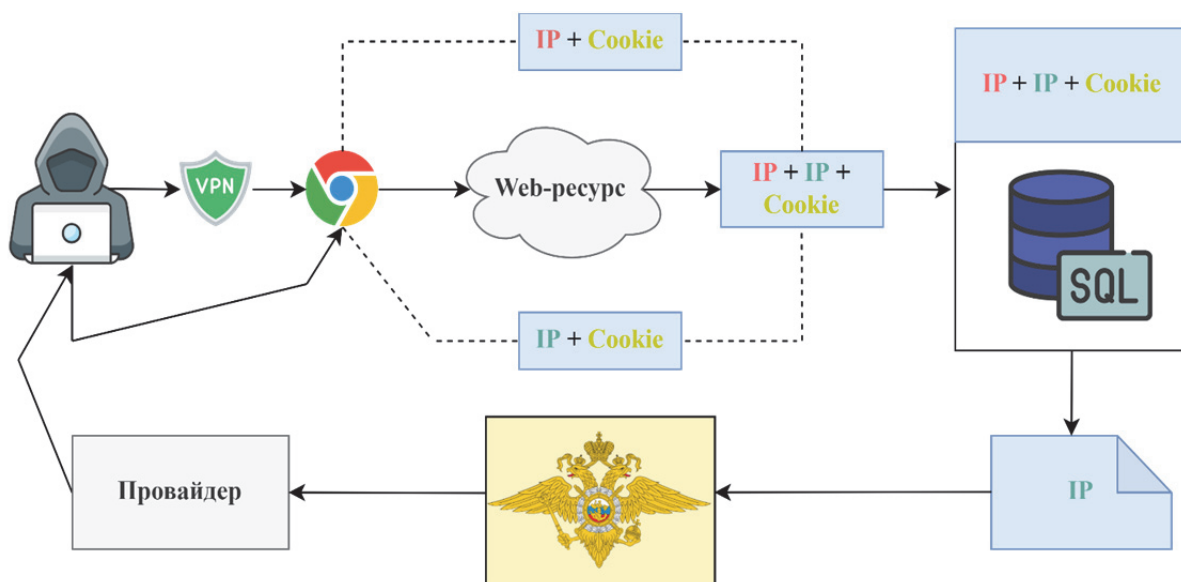 IP + Cookie
IP + IP + Cookie
VPN
Web-ресурс
IP + IP +
Cookie
SQL
IP + Cookie
Провайдер
IP